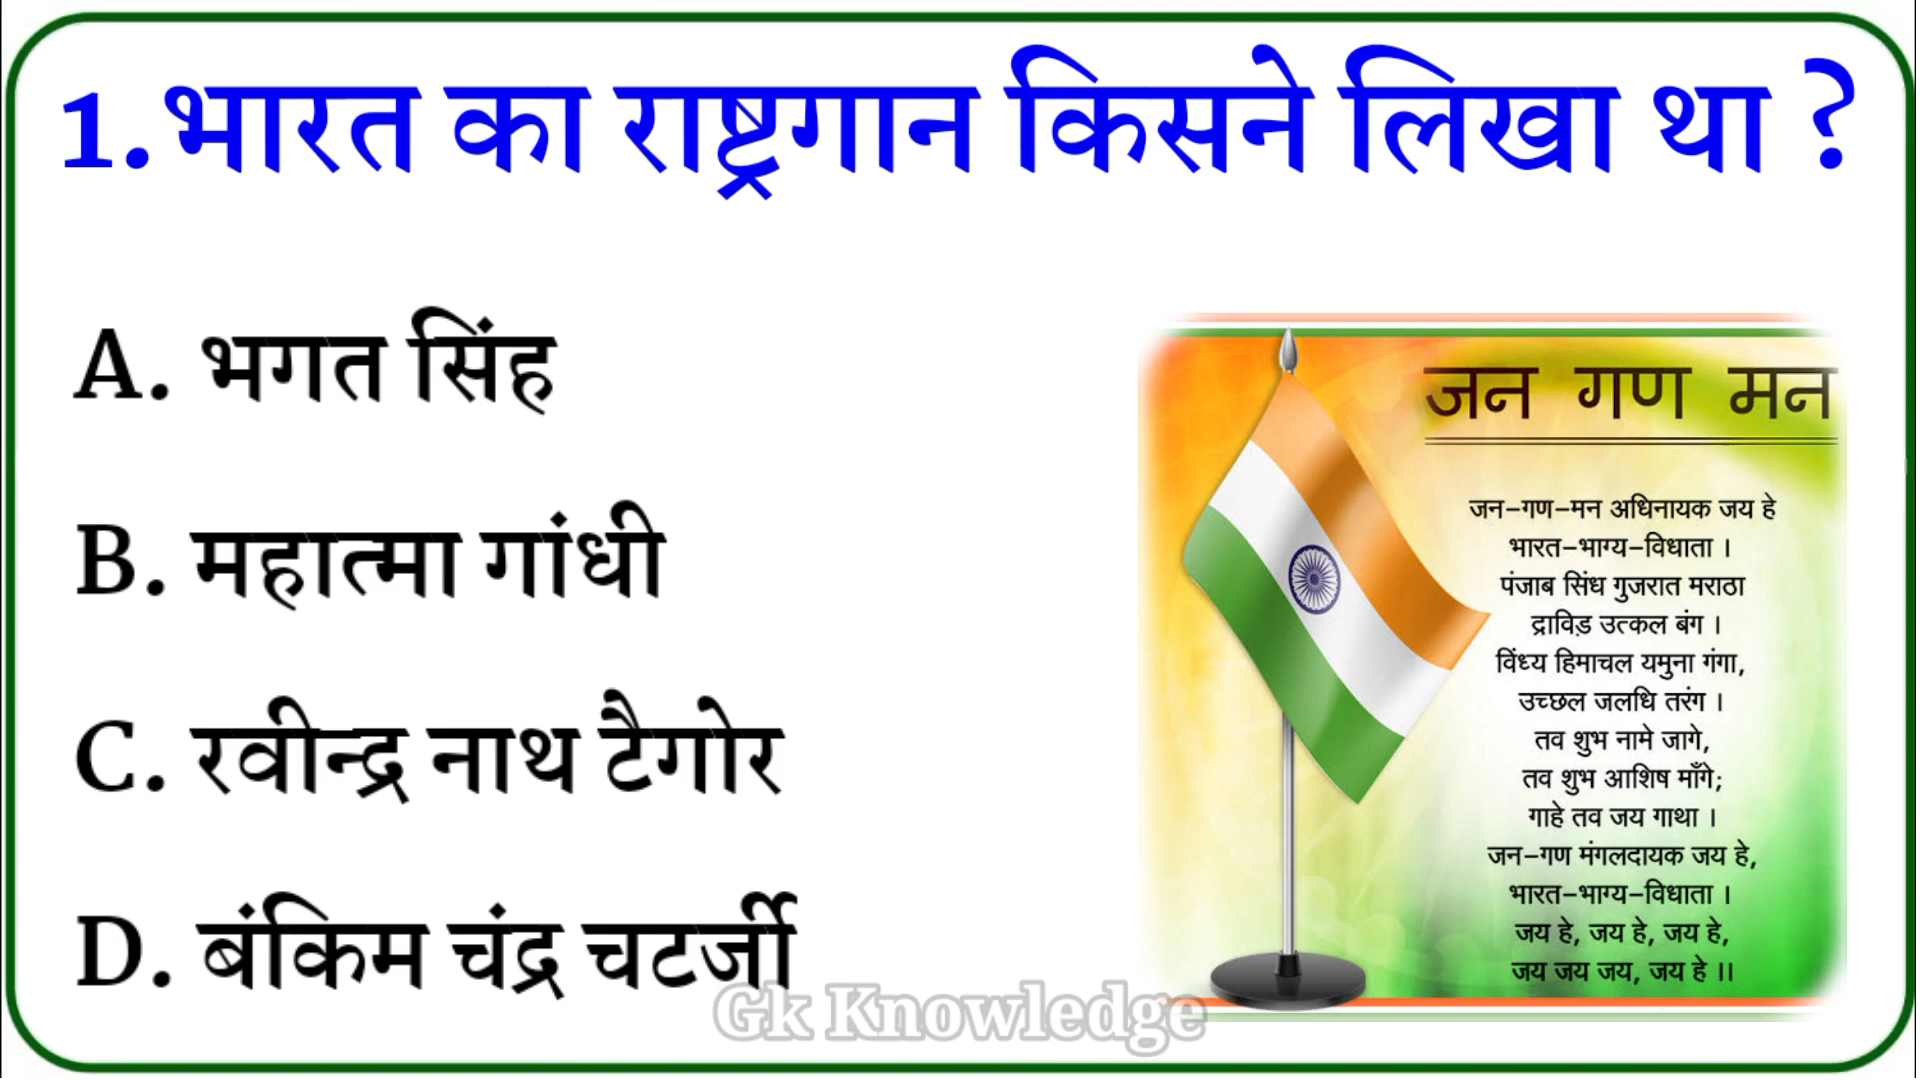 1. भारत का राष्ट्रगान किसने लिखा था ?
A. भगत सिंह
B. महात्मा गांधी
C. रवीन्द्र नाथ टैगोर
D. बंकिम चंद्र चटर्जी
जन गण मन
जन–गण–मन अधिनायक जय हे
भारत–भाग्य–विधाता ।
पंजाब सिंध गुजरात मराठा
द्राविड़ उत्कल बंग ।
विंध्य हिमाचल यमुना गंगा,
उच्छल जलधि तरंग ।
तव शुभ नामे जागे,
तव शुभ आशिष माँगे;
गाहे तव जय गाथा ।
जन–गण मंगलदायक जय हे,
भारत–भाग्य–विधाता ।
जय हे, जय हे, जय हे,
जय जय जय, जय हे ।।
Gk Knowledge